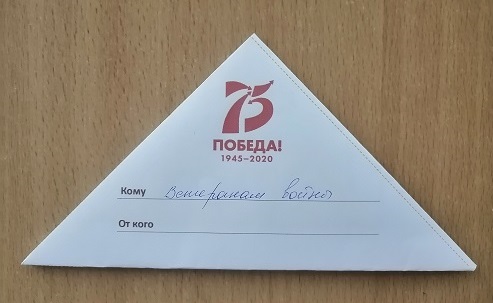 75
ПОБЕДА!
1945–2020
Кому Ветеранам войны
От кого